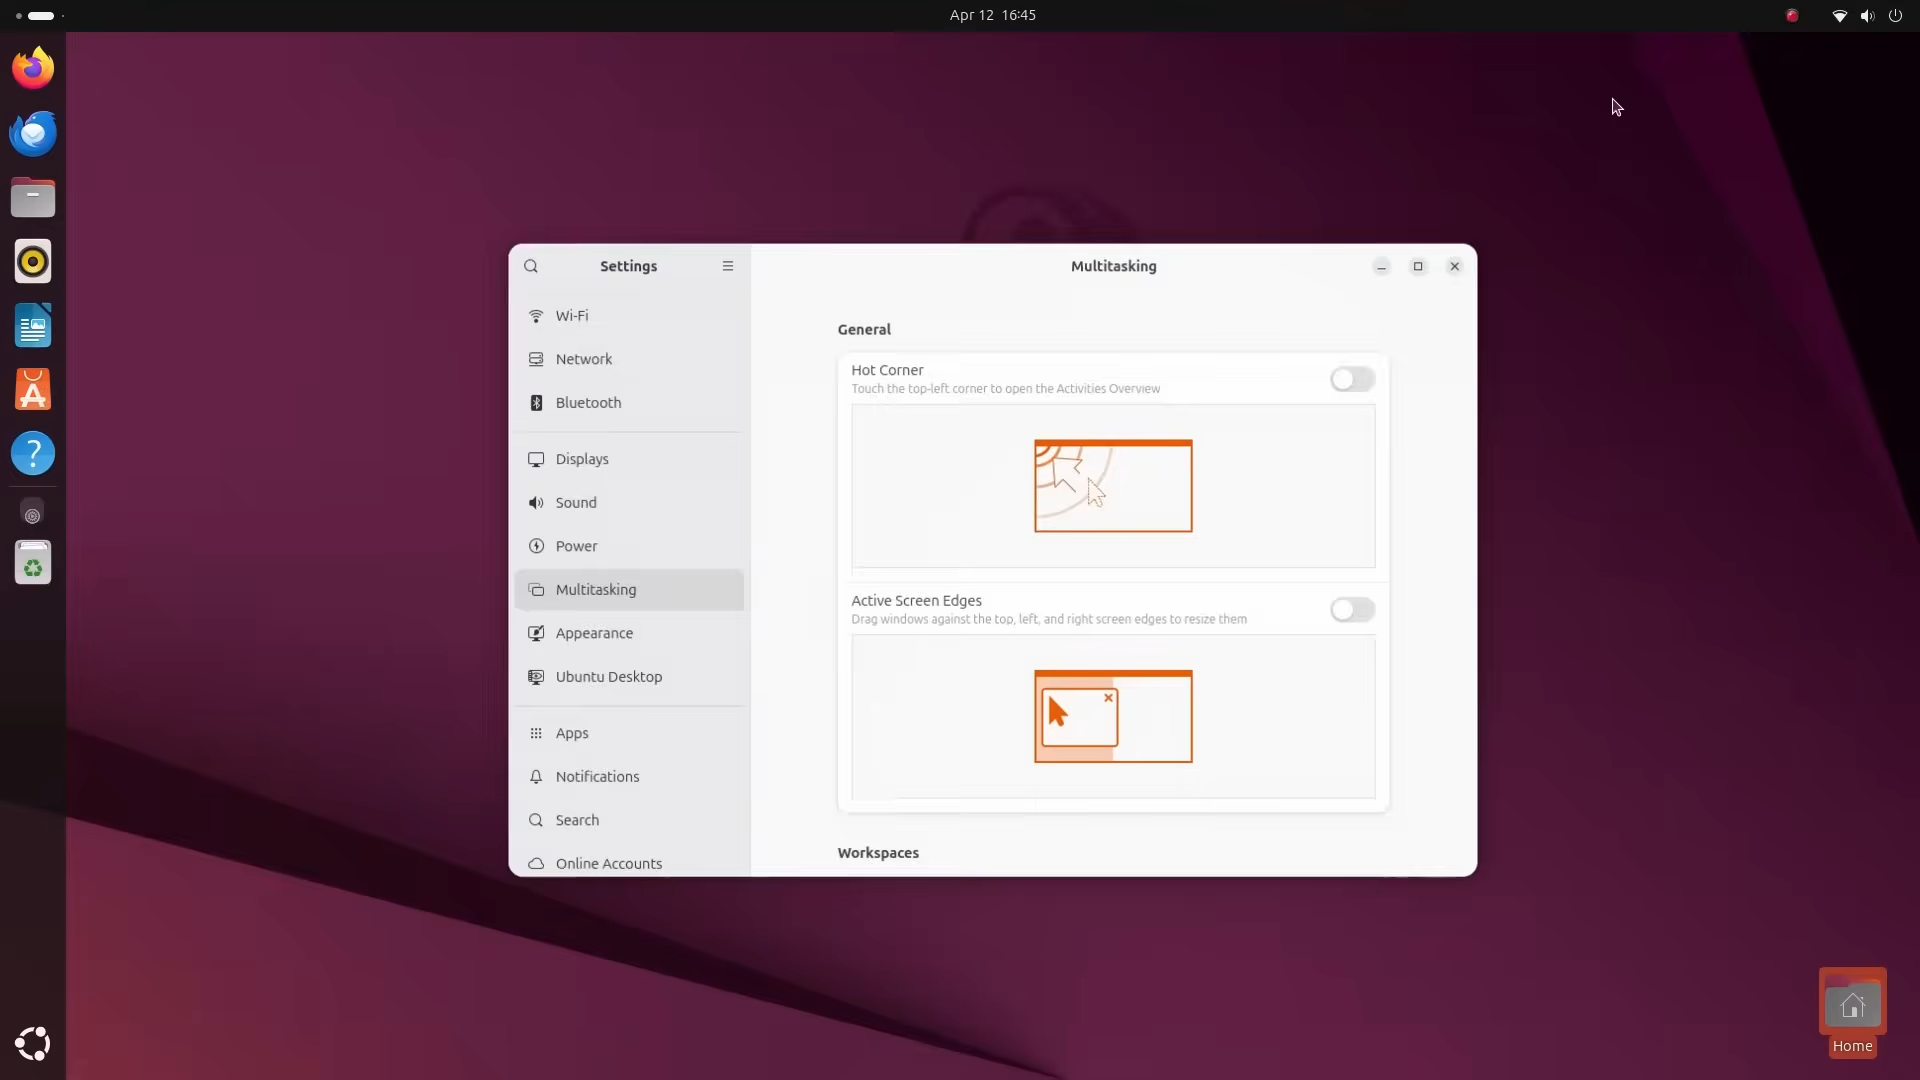 Apr 12 16:45
Settings
Multitasking
Wi-Fi
Network
Bluetooth
Displays
Sound
Power
Multitasking
Appearance
Ubuntu Desktop
Apps
Notifications
Search
Online Accounts
General
Hot Corner
Touch the top-left corner to open the Activities Overview
Active Screen Edges
Drag windows against the top, left, and right screen edges to resize them
Workspaces
Home